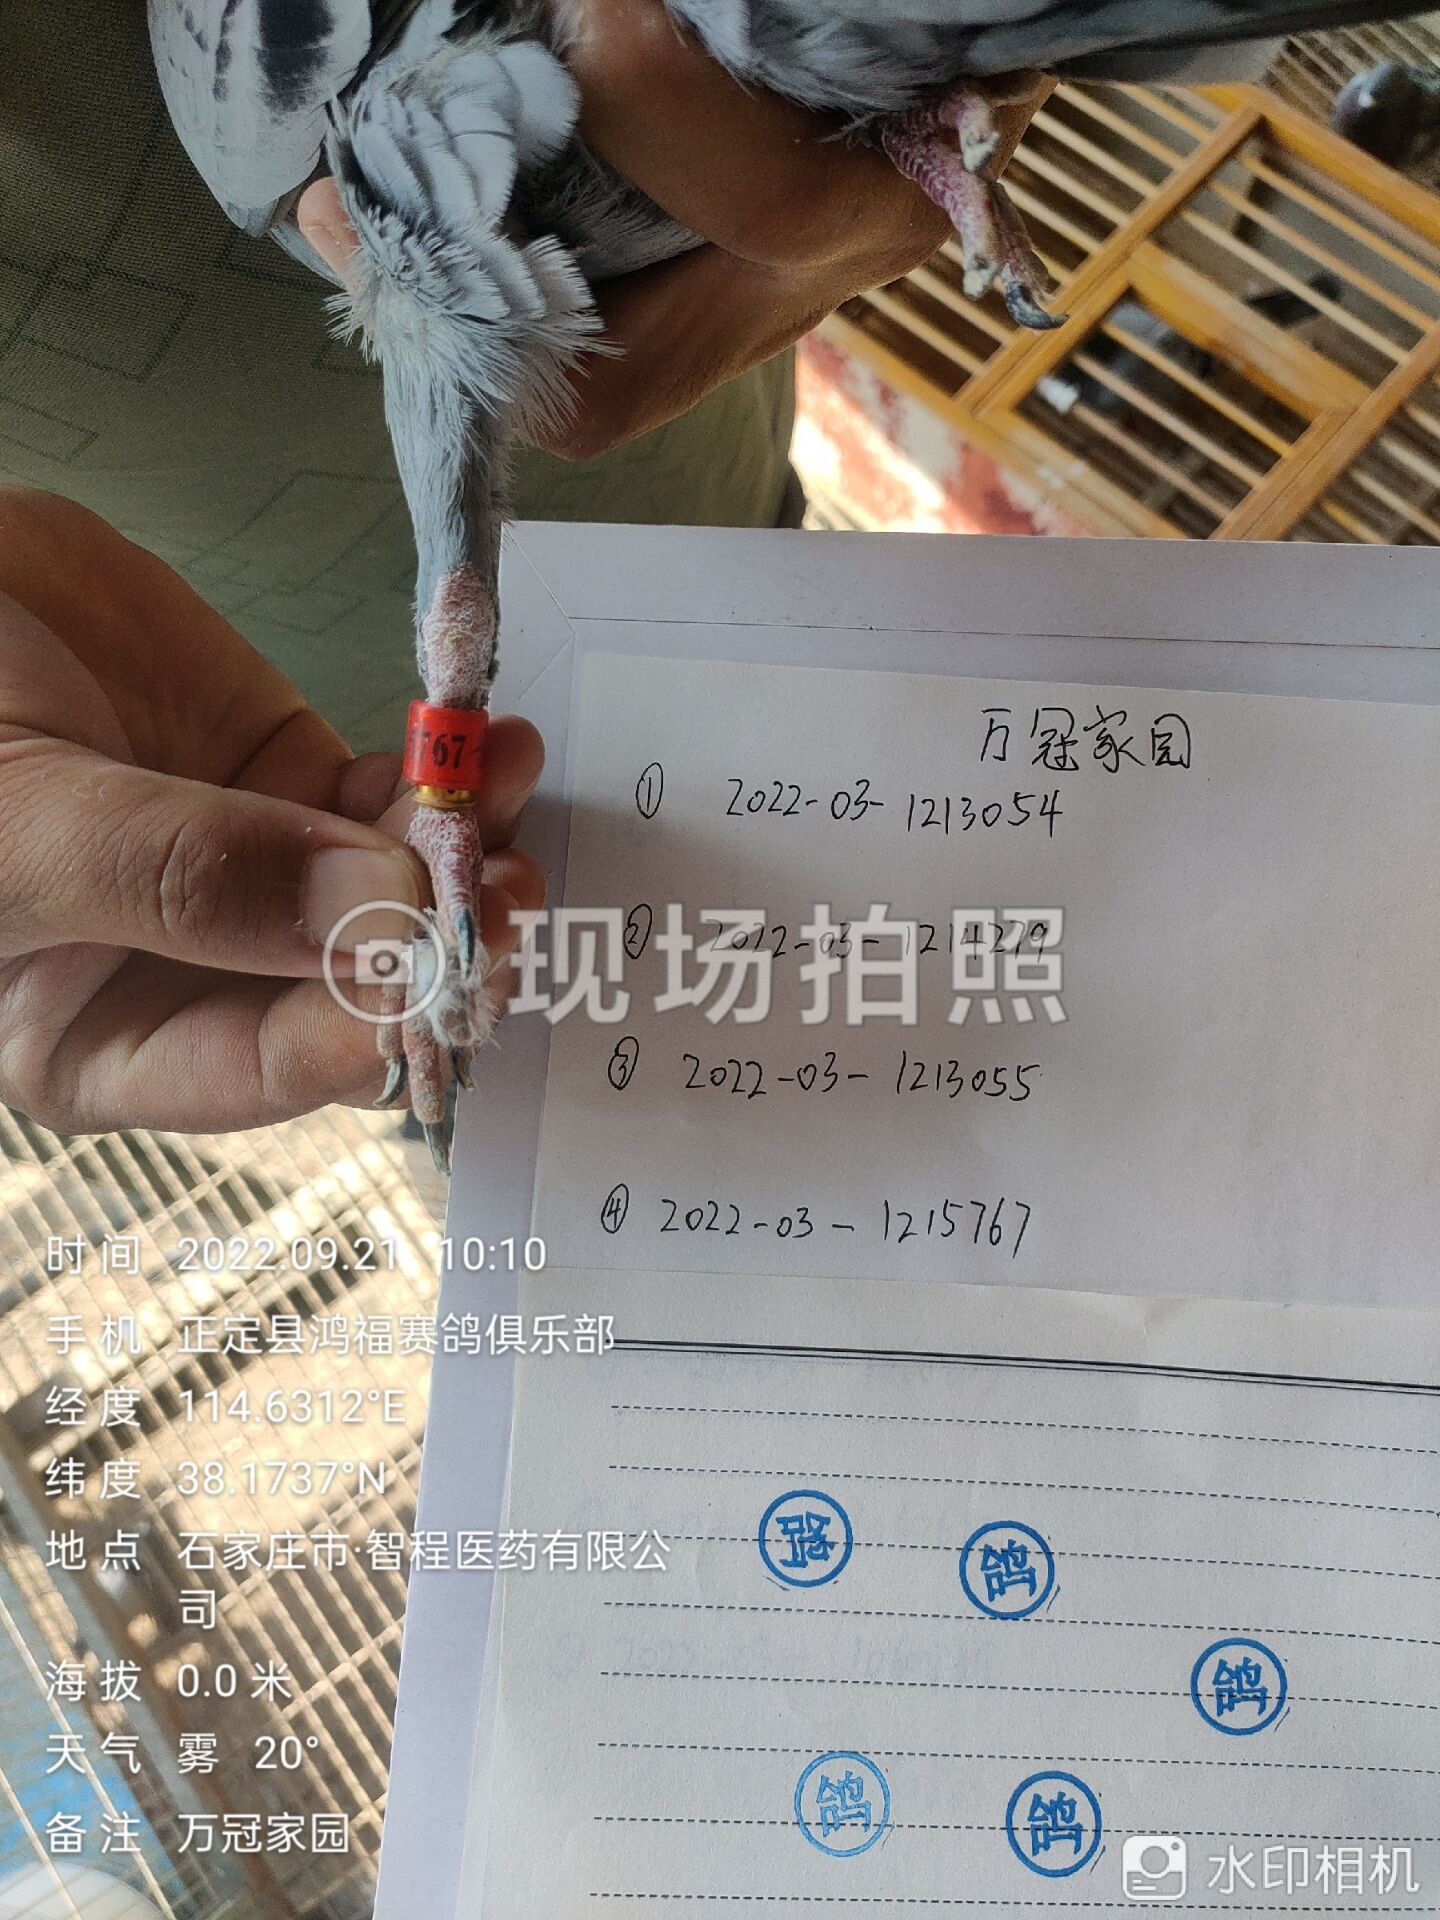 767-
万冠家园
① 2022-03-1213054
② 2022-03-1214279
现场拍照
③ 2022-03-1213055
④ 2022-03-1215767
时间 2022.09.21 10:10
手机 正定县鸿福赛鸽俱乐部
经度 114.6312°E
纬度 38.1737°N
地点 石家庄市·智程医药有限公
司
海拔 0.0 米
天气 雾 20°
备注 万冠家园
鸽
鸽
鸽
鸽
鸽
水印相机